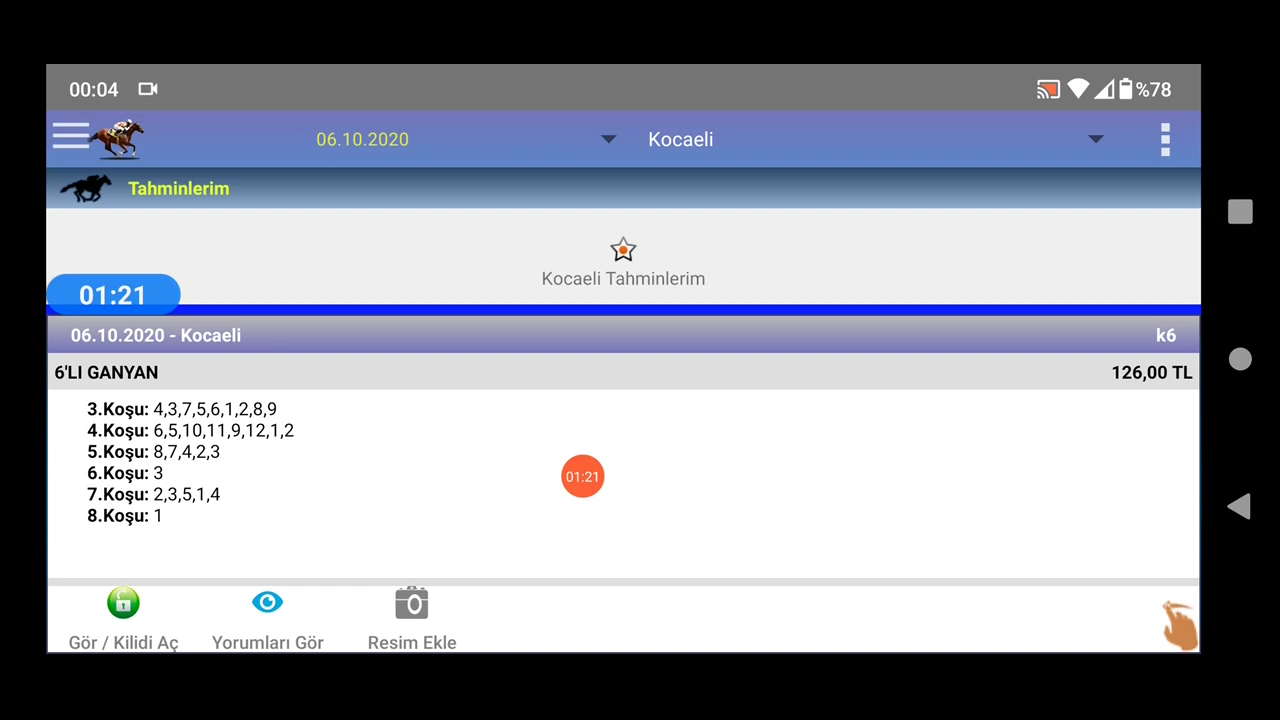 00:04
%78
06.10.2020
Kocaeli
Tahminlerim
Kocaeli Tahminlerim
01:21
06.10.2020 - Kocaeli k6
6'LI GANYAN 126,00 TL
3.Koşu: 4,3,7,5,6,1,2,8,9
4.Koşu: 6,5,10,11,9,12,1,2
5.Koşu: 8,7,4,2,3
6.Koşu: 3
01:21
7.Koşu: 2,3,5,1,4
8.Koşu: 1
Gör / Kilidi Aç
Yorumları Gör
Resim Ekle